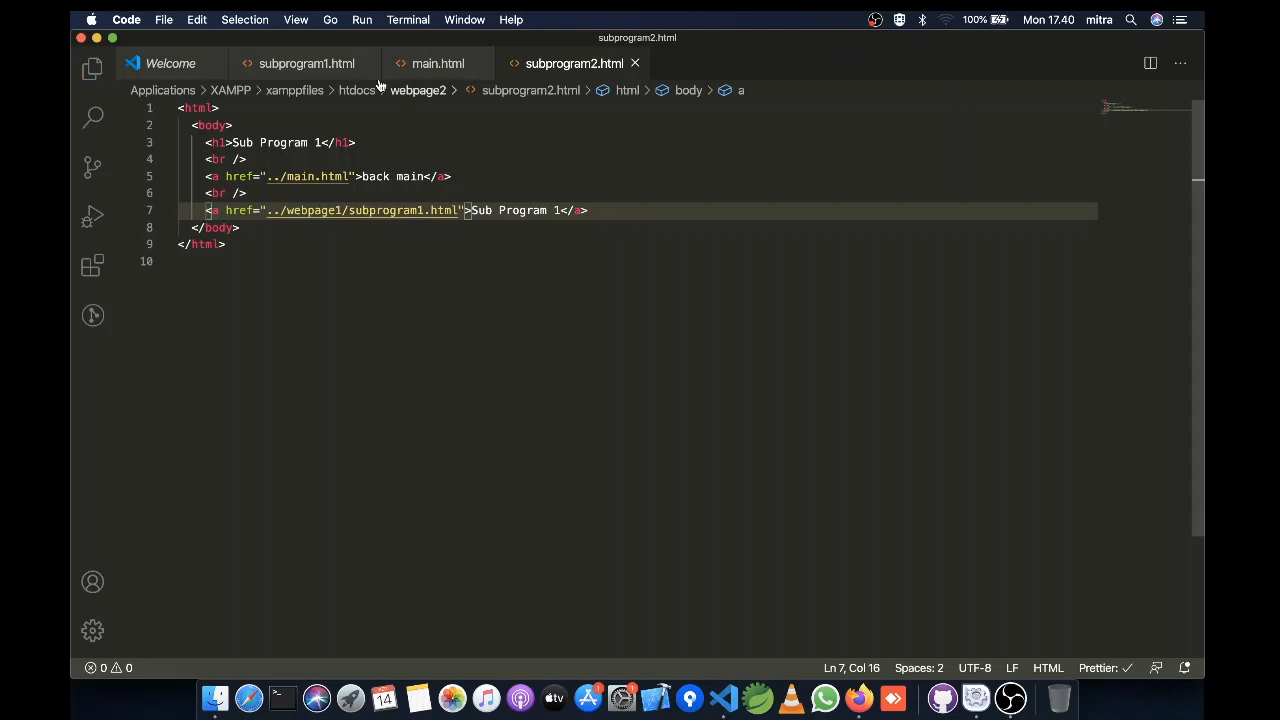 Code File Edit Selection View Go Run Terminal Window Help 100% Mon 17.40 mitra
subprogram2.html
Welcome subprogram1.html main.html subprogram2.html
Applications > XAMPP > xamppfiles > htdocs > webpage2 > subprogram2.html > html > body > a
1 <html>
2 <body>
3 <h1>Sub Program 1</h1>
4 <br />
5 <a href="../main.html">back main</a>
6 <br />
7 <a href="../webpage1/subprogram1.html">Sub Program 1</a>
8 </body>
9 </html>
10
0 0 Ln 7, Col 16 Spaces: 2 UTF-8 LF HTML Prettier: ✓
14 1 1